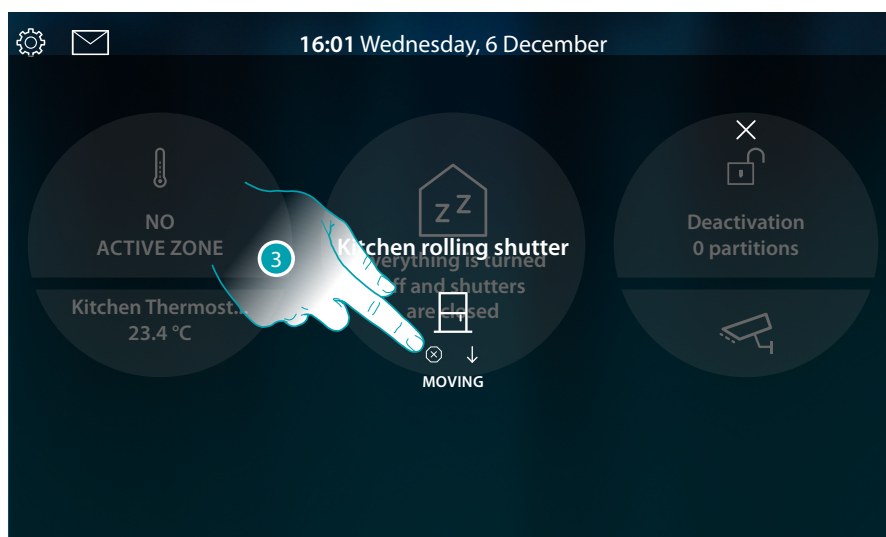 16:01 Wednesday, 6 December
NO
ACTIVE ZONE
Kitchen Thermost...
23.4 °C
3
z Z
Kitchen rolling shutter
Everything is turned
off and shutters
are closed
MOVING
Deactivation
0 partitions